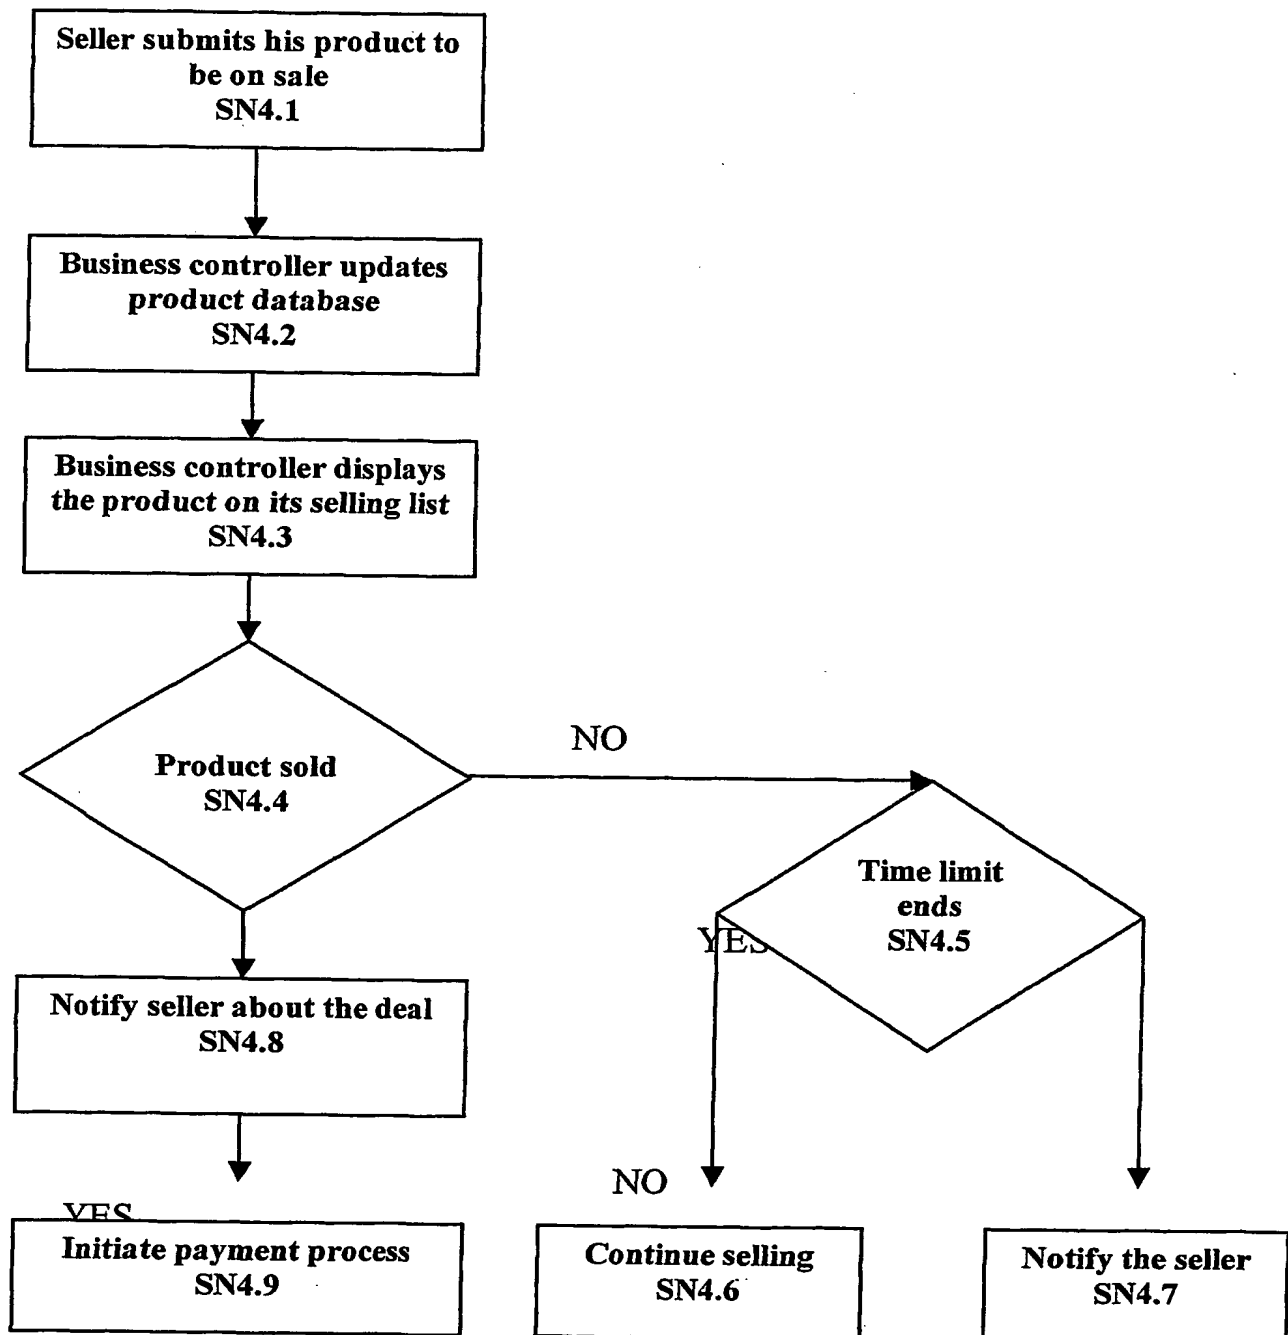 Seller submits his product to
be on sale
SN4.1
Business controller updates
product database
SN4.2
Business controller displays
the product on its selling list
SN4.3
NO
Product sold
SN4.4
Time limit
ends
SN4.5
YES
Notify seller about the deal
SN4.8
NO
YES
Initiate payment process
SN4.9
Continue selling
SN4.6
Notify the seller
SN4.7